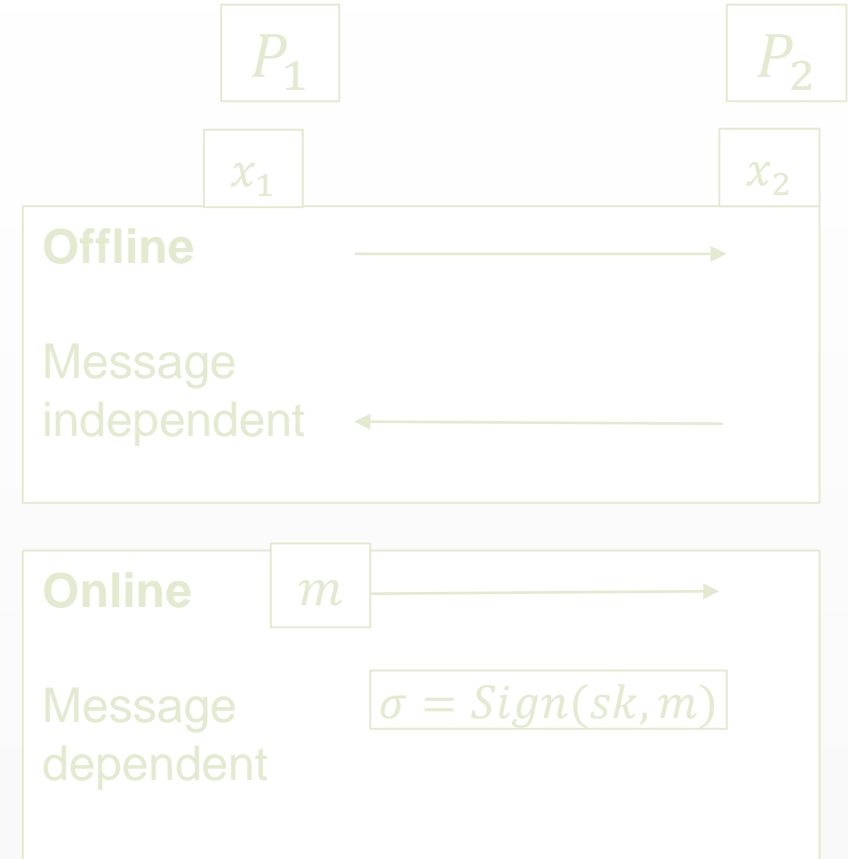 P₁ P₂
x₁ x₂
Offline
Message
independent
Online m
Message σ = Sign(sk, m)
dependent